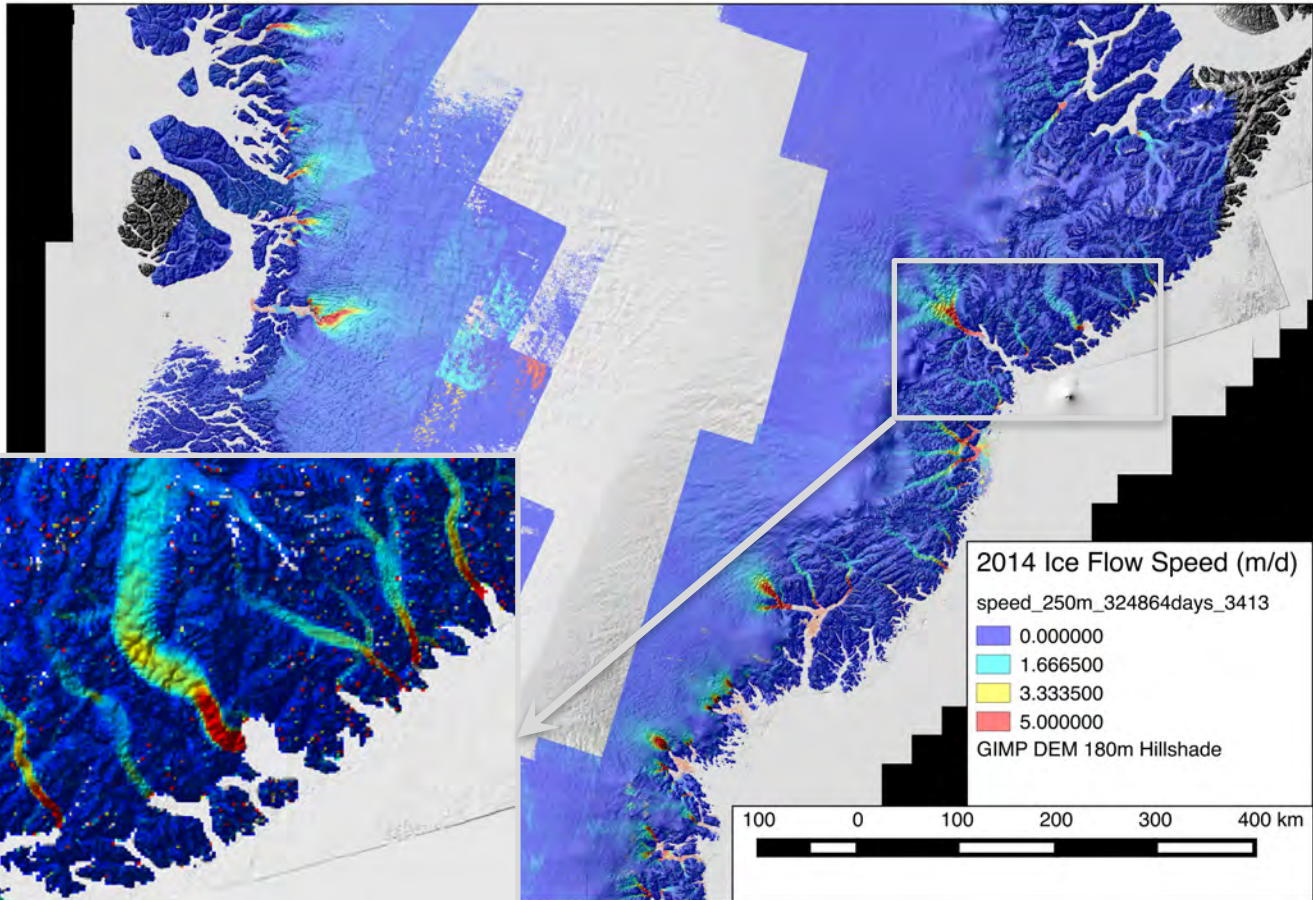 2014 Ice Flow Speed (m/d)
speed_250m_324864days_3413
0.000000
1.666500
3.333500
5.000000
GIMP DEM 180m Hillshade
100 0 100 200 300 400 km